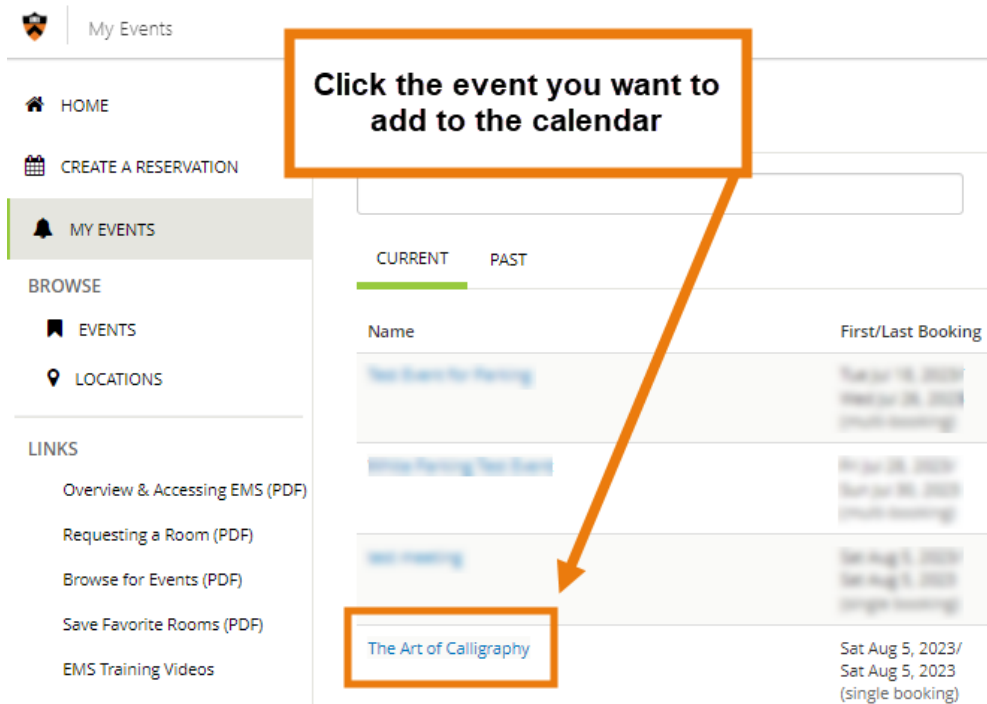 My Events
Click the event you want to
add to the calendar
HOME
CREATE A RESERVATION
MY EVENTS
BROWSE
EVENTS
LOCATIONS
LINKS
Overview & Accessing EMS (PDF)
Requesting a Room (PDF)
Browse for Events (PDF)
Save Favorite Rooms (PDF)
EMS Training Videos
CURRENT PAST
Name First/Last Booking
The Art of Calligraphy Sat Aug 5, 2023/
Sat Aug 5, 2023
(single booking)